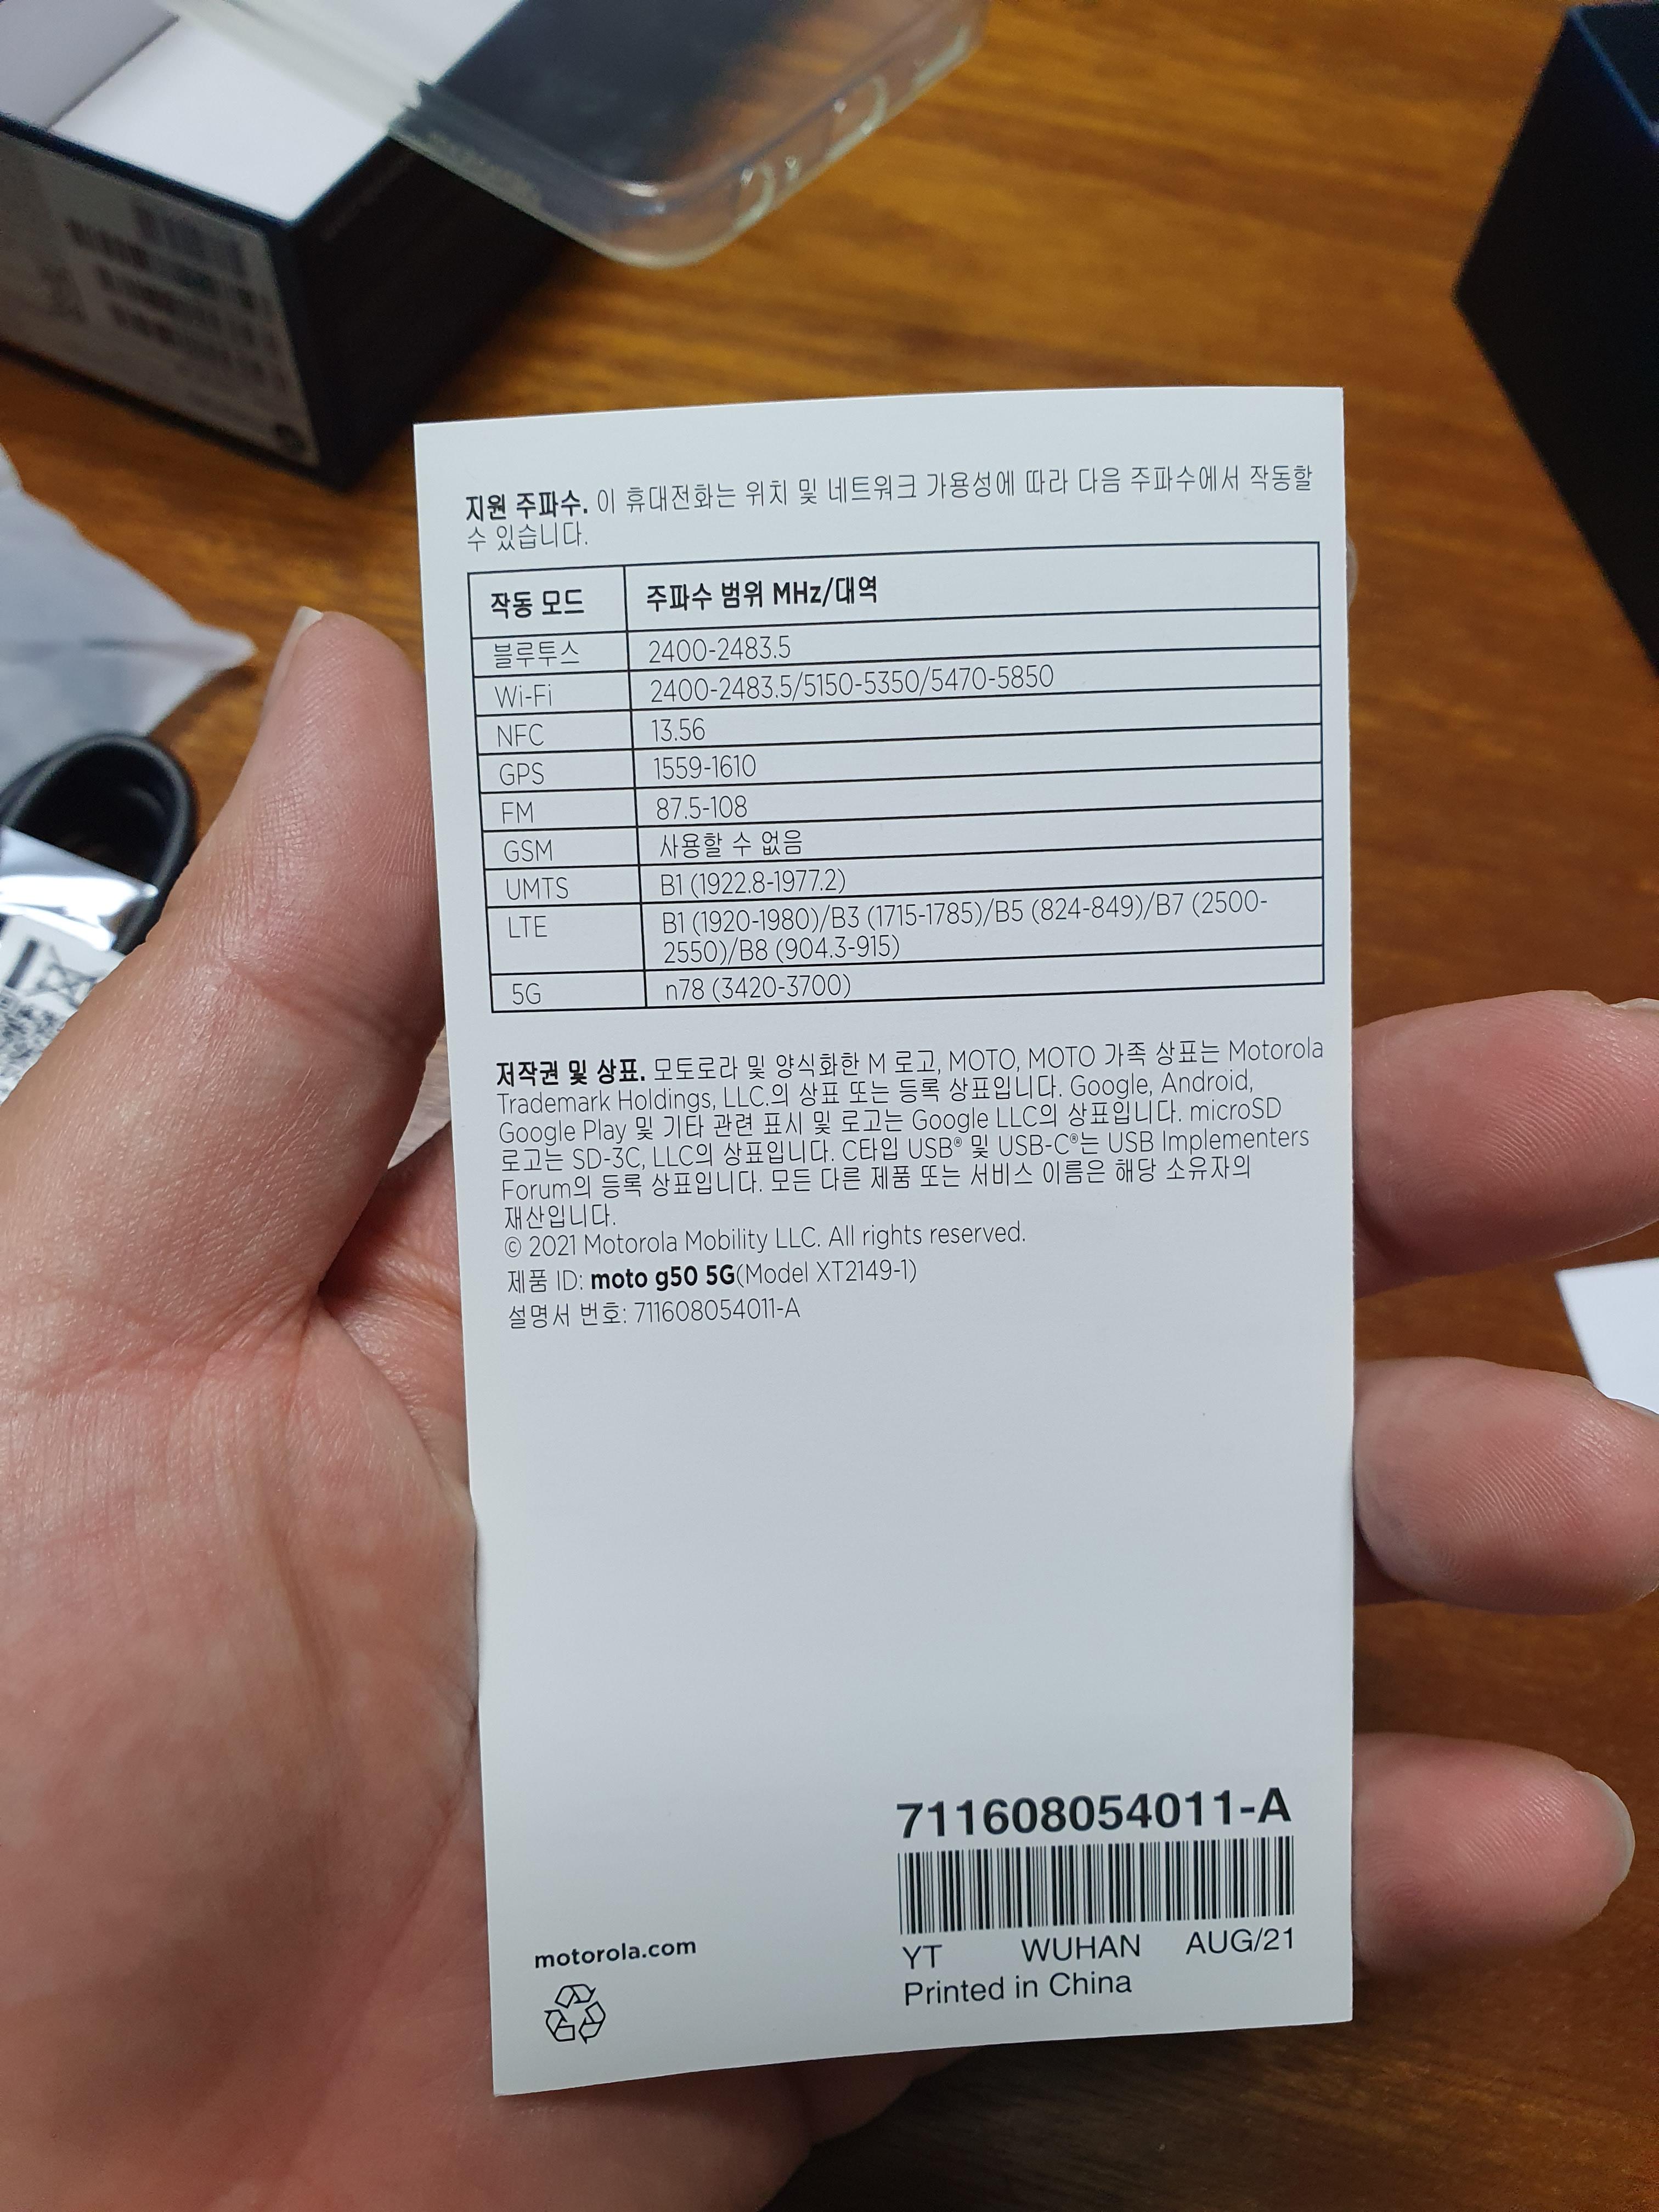 지원 주파수. 이 휴대전화는 위치 및 네트워크 가용성에 따라 다음 주파수에서 작동할
수 있습니다.
작동 모드 주파수 범위 MHz/대역
블루투스 2400-2483.5
Wi-Fi 2400-2483.5/5150-5350/5470-5850
NFC 13.56
GPS 1559-1610
FM 87.5-108
GSM 사용할 수 없음
UMTS B1 (1922.8-1977.2)
LTE B1 (1920-1980)/B3 (1715-1785)/B5 (824-849)/B7 (2500-
2550)/B8 (904.3-915)
5G n78 (3420-3700)
저작권 및 상표. 모토로라 및 양식화한 M 로고, MOTO, MOTO 가족 상표는 Motorola
Trademark Holdings, LLC.의 상표 또는 등록 상표입니다. Google, Android,
Google Play 및 기타 관련 표시 및 로고는 Google LLC의 상표입니다. microSD
로고는 SD-3C, LLC의 상표입니다. C타입 USB® 및 USB-C®는 USB Implementers
Forum의 등록 상표입니다. 모든 다른 제품 또는 서비스 이름은 해당 소유자의
재산입니다.
© 2021 Motorola Mobility LLC. All rights reserved.
제품 ID: moto g50 5G(Model XT2149-1)
설명서 번호: 711608054011-A
711608054011-A
motorola.com
YT WUHAN AUG/21
Printed in China